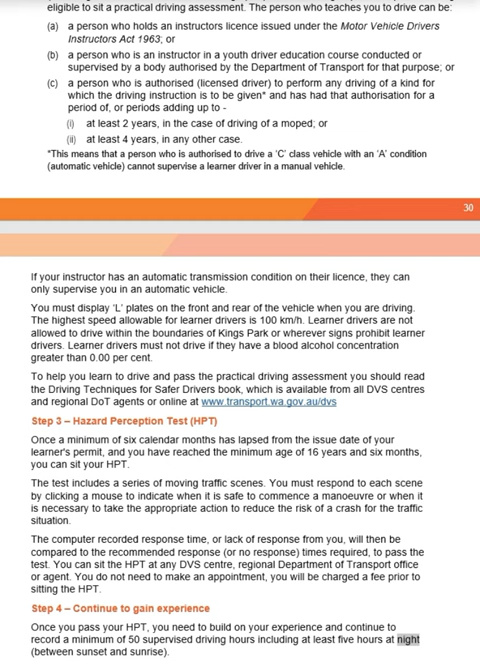 eligible to sit a practical driving assessment. The person who teaches you to drive can be:
(a) a person who holds an instructors licence issued under the Motor Vehicle Drivers
Instructors Act 1963; or
(b) a person who is an instructor in a youth driver education course conducted or
supervised by a body authorised by the Department of Transport for that purpose; or
(c) a person who is authorised (licensed driver) to perform any driving of a kind for
which the driving instruction is to be given* and has had that authorisation for a
period of, or periods adding up to -
(i) at least 2 years, in the case of driving of a moped; or
(ii) at least 4 years, in any other case.
*This means that a person who is authorised to drive a 'C' class vehicle with an 'A' condition
(automatic vehicle) cannot supervise a learner driver in a manual vehicle.
30
If your instructor has an automatic transmission condition on their licence, they can
only supervise you in an automatic vehicle.
You must display 'L' plates on the front and rear of the vehicle when you are driving.
The highest speed allowable for learner drivers is 100 km/h. Learner drivers are not
allowed to drive within the boundaries of Kings Park or wherever signs prohibit learner
drivers. Learner drivers must not drive if they have a blood alcohol concentration
greater than 0.00 per cent.
To help you learn to drive and pass the practical driving assessment you should read
the Driving Techniques for Safer Drivers book, which is available from all DVS centres
and regional DoT agents or online at www.transport.wa.gov.au/dvs
Step 3 – Hazard Perception Test (HPT)
Once a minimum of six calendar months has lapsed from the issue date of your
learner's permit, and you have reached the minimum age of 16 years and six months,
you can sit your HPT.
The test includes a series of moving traffic scenes. You must respond to each scene
by clicking a mouse to indicate when it is safe to commence a manoeuvre or when it
is necessary to take the appropriate action to reduce the risk of a crash for the traffic
situation.
The computer recorded response time, or lack of response from you, will then be
compared to the recommended response (or no response) times required, to pass the
test. You can sit the HPT at any DVS centre, regional Department of Transport office
or agent. You do not need to make an appointment, you will be charged a fee prior to
sitting the HPT.
Step 4 – Continue to gain experience
Once you pass your HPT, you need to build on your experience and continue to
record a minimum of 50 supervised driving hours including at least five hours at night
(between sunset and sunrise).